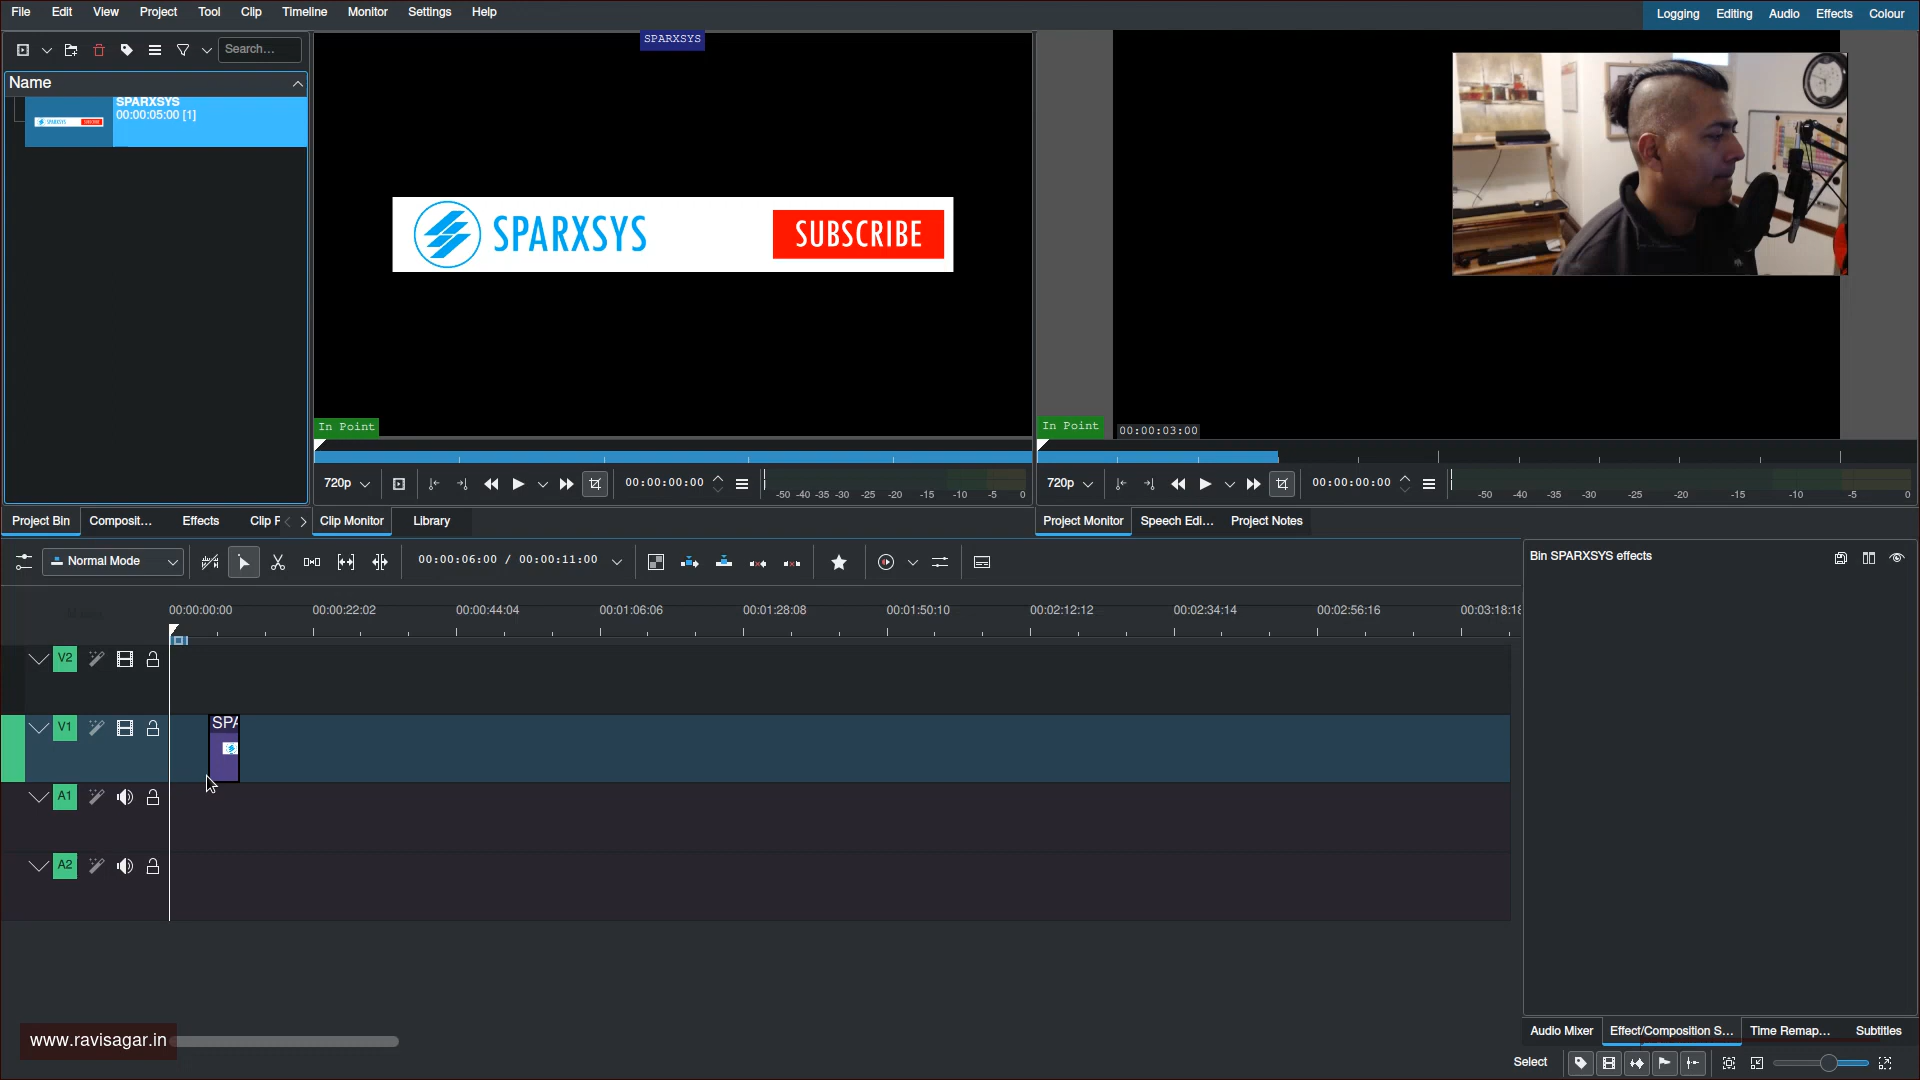 File Edit View Project Tool Clip Timeline Monitor Settings Help
Logging Editing Audio Effects Colour
Search...
SPARXSYS
Name
SPARXSYS
00:00:05:00 [1]
SPARXSYS
SUBSCRIBE
SPARXSYS SUBSCRIBE
In Point
In Point 00:00:03:00
720p 00:00:00:00 -50 -40 -35 -30 -25 -20 -15 -10 -5 0
720p 00:00:00:00 -50 -40 -35 -30 -25 -20 -15 -10 -5 0
Project Bin Composit... Effects Clip F
Clip Monitor Library
Project Monitor Speech Edi... Project Notes
Normal Mode 00:00:06:00 / 00:00:11:00
Bin SPARXSYS effects
00:00:00:00 00:00:22:02 00:00:44:04 00:01:06:06 00:01:28:08 00:01:50:10 00:02:12:12 00:02:34:14 00:02:56:16 00:03:18:18
V2
V1
SPA
A1
A2
www.ravisagar.in
Audio Mixer Effect/Composition S... Time Remap... Subtitles
Select